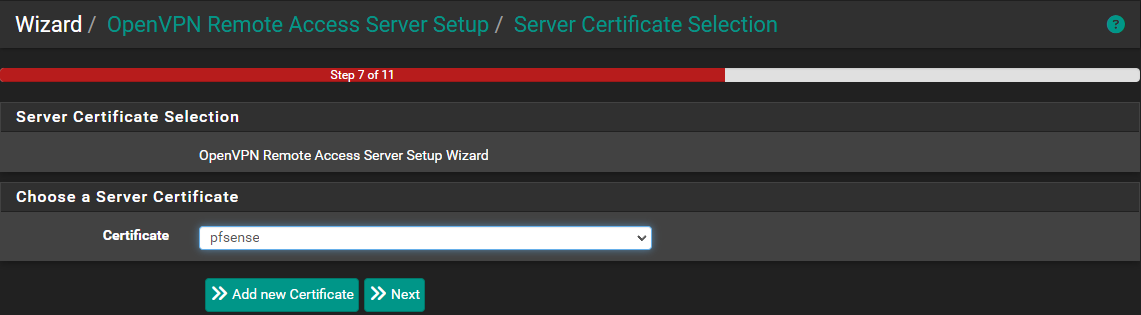 Wizard / OpenVPN Remote Access Server Setup / Server Certificate Selection ?
Step 7 of 11
Server Certificate Selection
OpenVPN Remote Access Server Setup Wizard
Choose a Server Certificate
Certificate pfsense
Add new Certificate Next